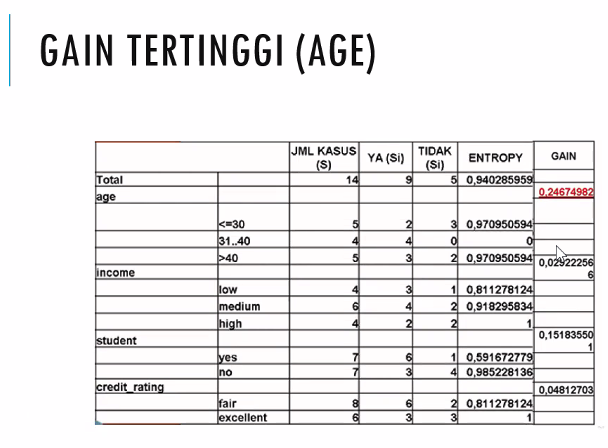 GAIN TERTINGGI (AGE)
JML KASUS (S) YA (Si) TIDAK (Si) ENTROPY GAIN
Total 14 9 5 0,940285959
age 0,24674982
<=30 5 2 3 0,970950594
31..40 4 4 0 0
>40 5 3 2 0,970950594
income 0,029222566
low 4 3 1 0,811278124
medium 6 4 2 0,918295834
high 4 2 2 1
student 0,151835501
yes 7 6 1 0,591672779
no 7 3 4 0,985228136
credit_rating 0,04812703
fair 8 6 2 0,811278124
excellent 6 3 3 1